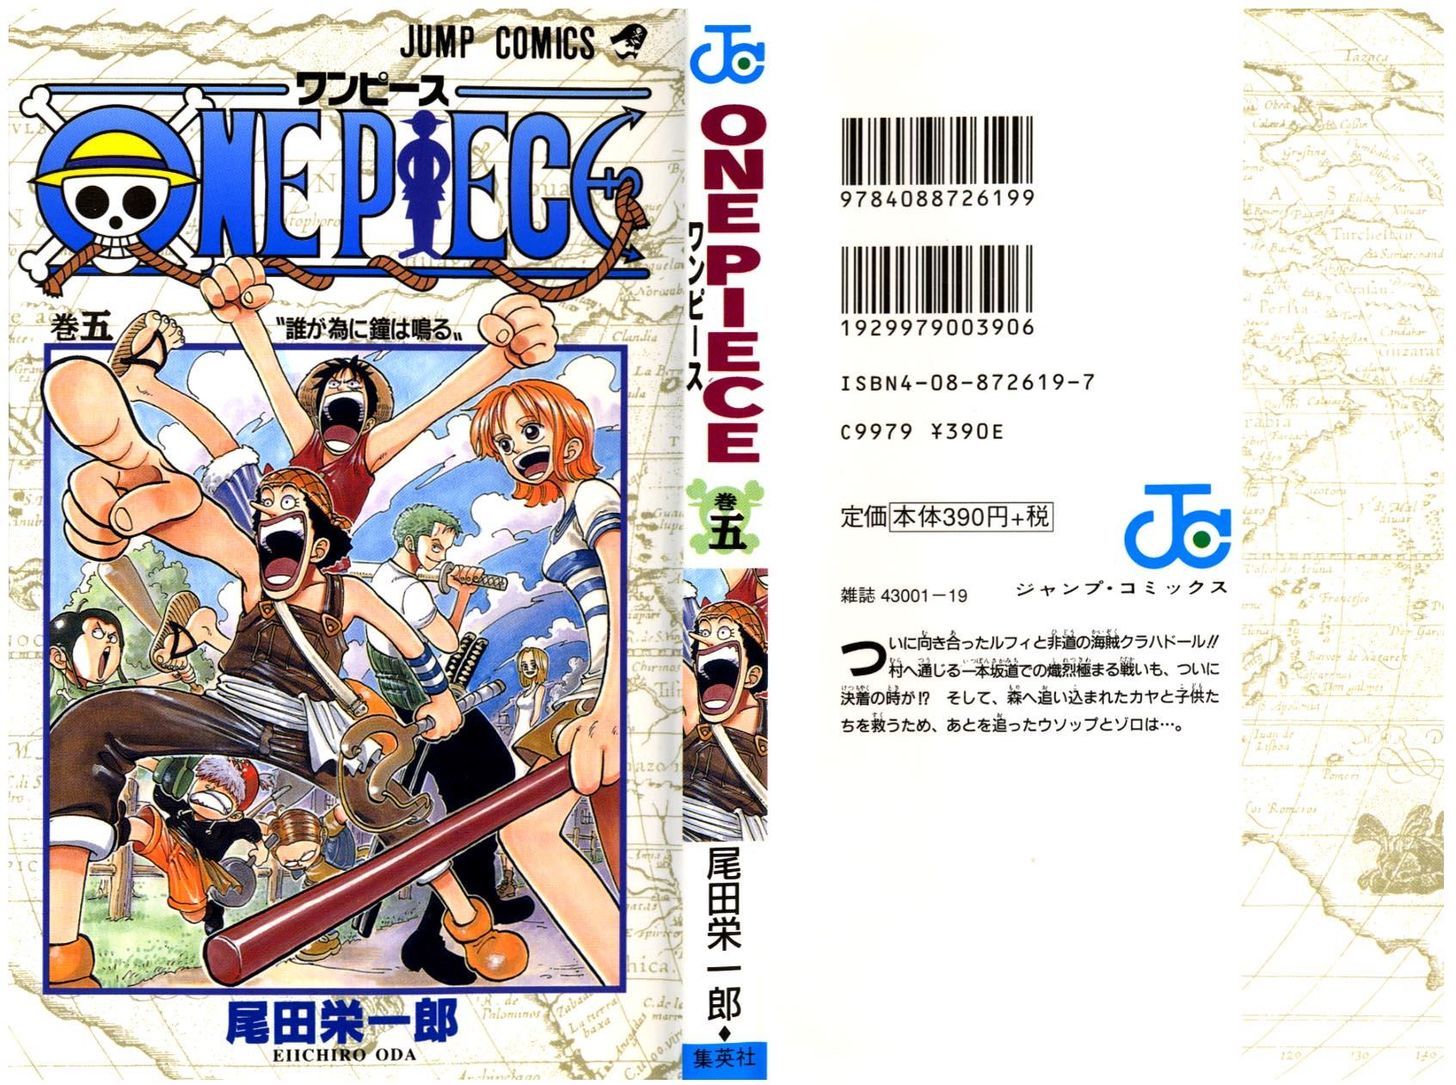 JUMP COMICS
ワンピース
ONE PIECE
巻五
〝誰が為に鐘は鳴る〟
尾田栄一郎
EIICHIRO ODA
JC
ONE PIECE
ワンピース
巻五
尾田栄一郎
集英社
9784088726199
1929979003906
ISBN4-08-872619-7
C9979 ¥390E
定価 本体390円+税
JC
ジャンプ・コミックス
雑誌 43001-19
ついに向き合ったルフィと非道の海賊クラハドール!!
村へ通じる一本坂道での熾烈極まる戦いも、ついに
決着の時が!? そして、森へ追い込まれたカヤと子供た
ちを救うため、あとを追ったウソップとゾロは…。